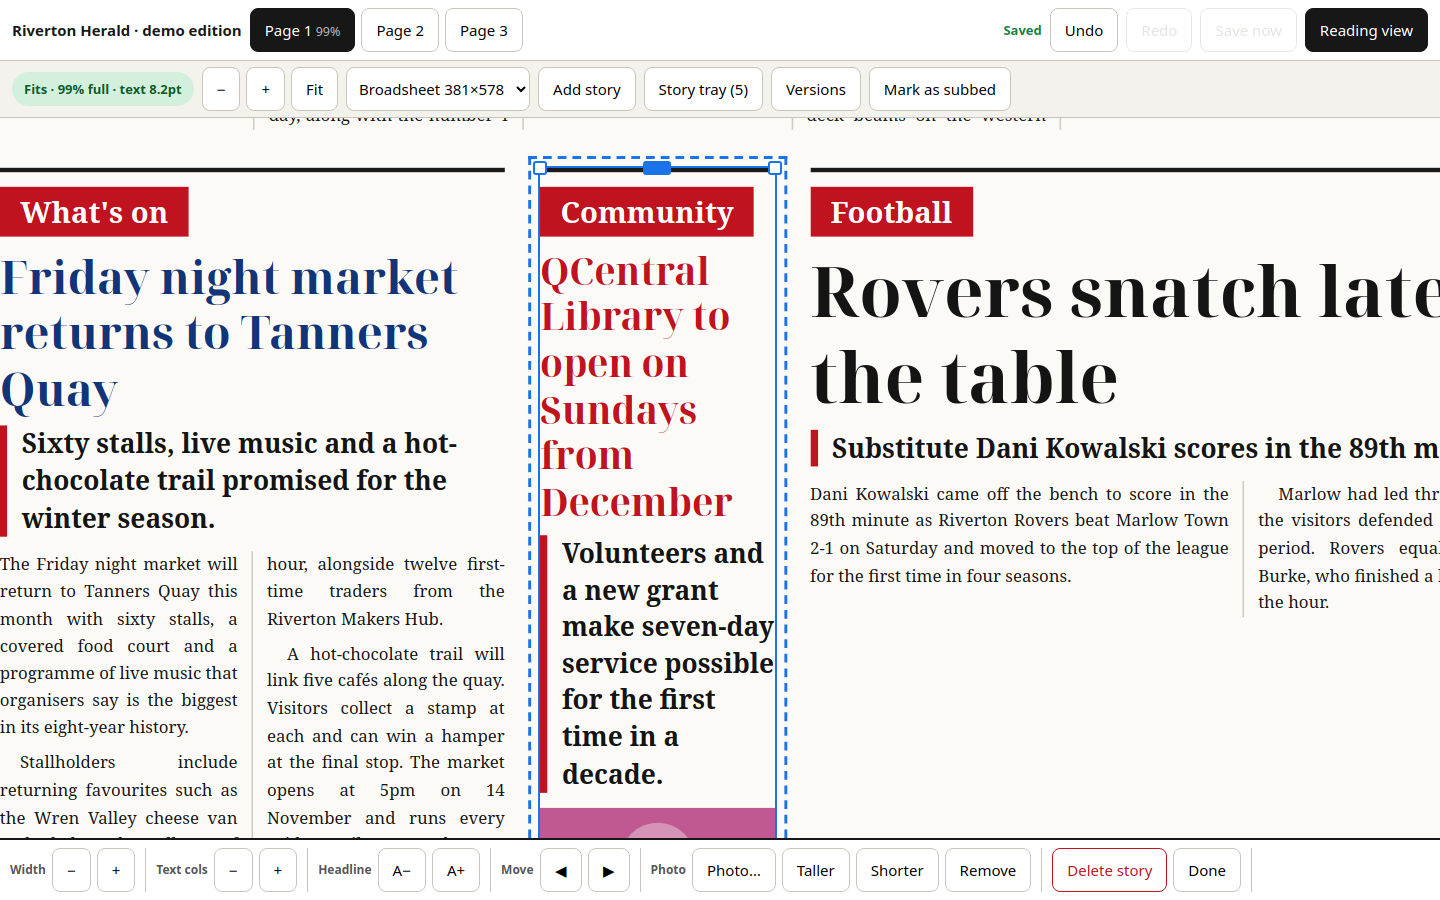 Riverton Herald · demo edition
Page 1 99%
Page 2
Page 3
Saved
Undo
Redo
Save now
Reading view
Fits · 99% full · text 8.2pt
−
+
Fit
Broadsheet 381×578
Add story
Story tray (5)
Versions
Mark as subbed
day, along with the number 4
deck beams on the western
What's on
Friday night market
returns to Tanners
Quay
Sixty stalls, live music and a hot-
chocolate trail promised for the
winter season.
The Friday night market will
return to Tanners Quay this
month with sixty stalls, a
covered food court and a
programme of live music that
organisers say is the biggest
in its eight-year history.
Stallholders include
returning favourites such as
the Wren Valley cheese van
hour, alongside twelve first-
time traders from the
Riverton Makers Hub.
A hot-chocolate trail will
link five cafés along the quay.
Visitors collect a stamp at
each and can win a hamper
at the final stop. The market
opens at 5pm on 14
November and runs every
Community
QCentral
Library to
open on
Sundays
from
December
Volunteers and
a new grant
make seven-day
service possible
for the first
time in a
decade.
Football
Rovers snatch late
the table
Substitute Dani Kowalski scores in the 89th m
Dani Kowalski came off the bench to score in the
89th minute as Riverton Rovers beat Marlow Town
2-1 on Saturday and moved to the top of the league
for the first time in four seasons.
Marlow had led thr
the visitors defended
period. Rovers equal
Burke, who finished a
the hour.
Width
−
+
Text cols
−
+
Headline
A−
A+
Move
◀
▶
Photo
Photo...
Taller
Shorter
Remove
Delete story
Done